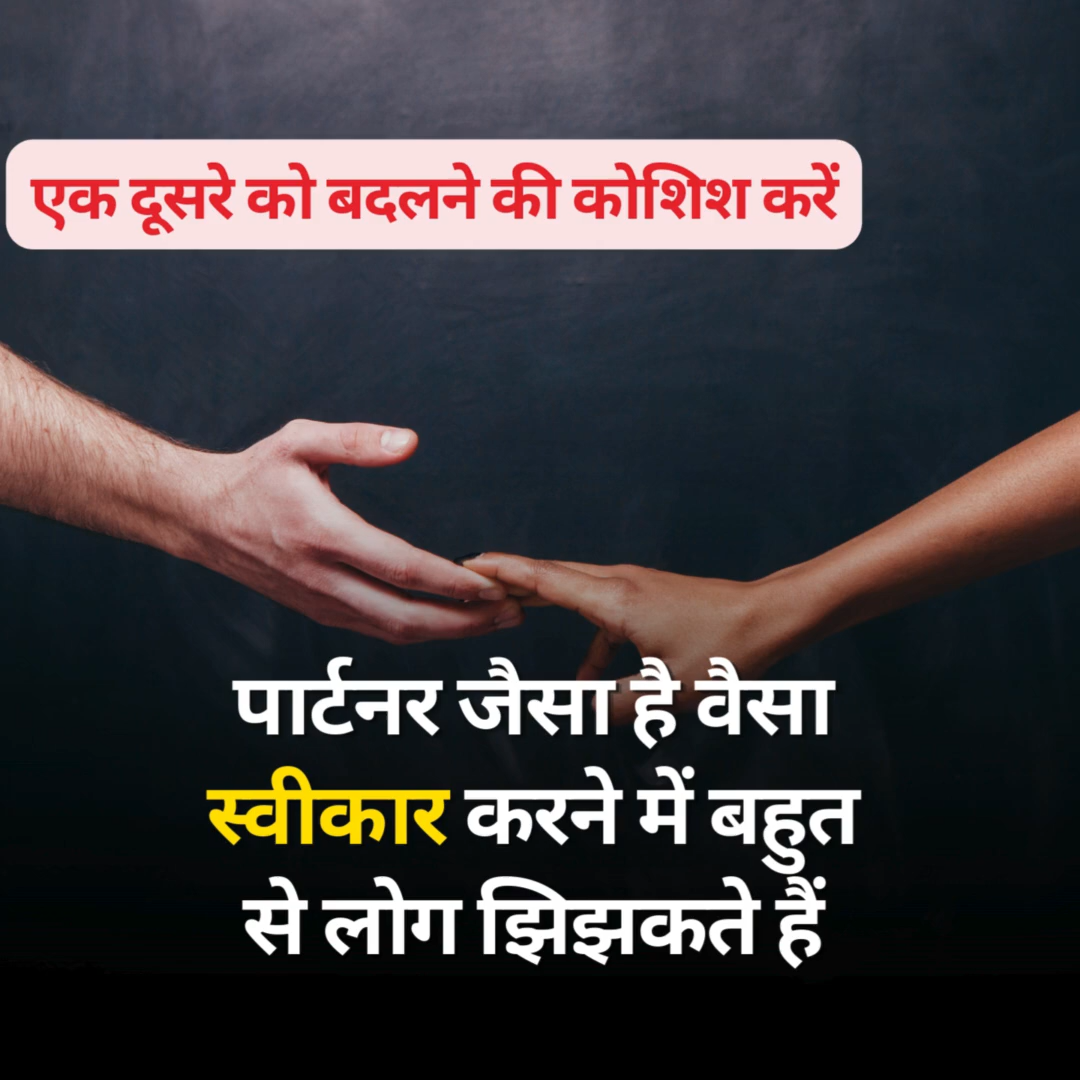 एक दूसरे को बदलने की कोशिश करें
पार्टनर जैसा है वैसा
स्वीकार करने में बहुत
से लोग झिझकते हैं